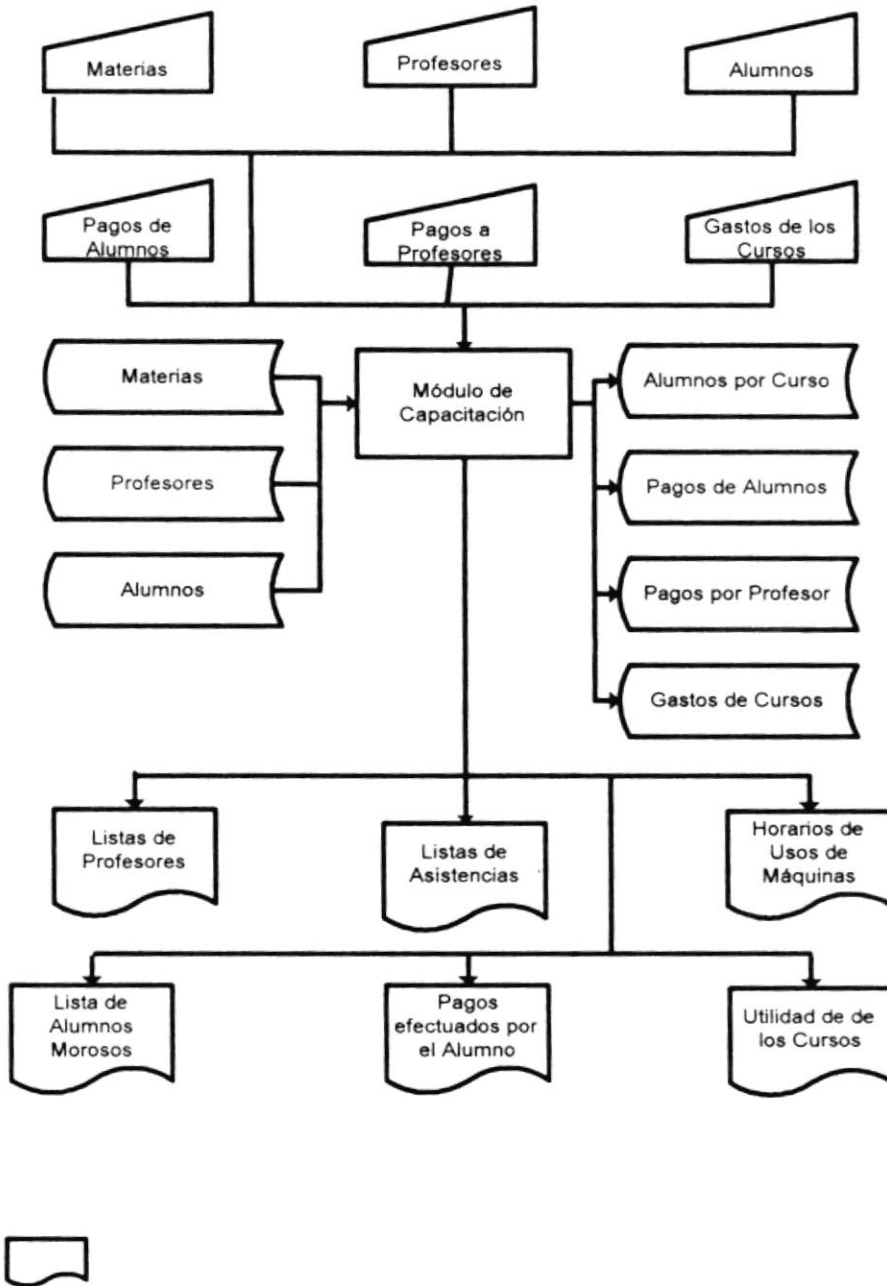 Materias
Profesores
Alumnos
Pagos de
Alumnos
Pagos a
Profesores
Gastos de los
Cursos
Materias
Profesores
Alumnos
Módulo de
Capacitación
Alumnos por Curso
Pagos de Alumnos
Pagos por Profesor
Gastos de Cursos
Listas de
Profesores
Listas de
Asistencias
Horarios de
Usos de
Máquinas
Lista de
Alumnos
Morosos
Pagos
efectuados por
el Alumno
Utilidad de de
los Cursos